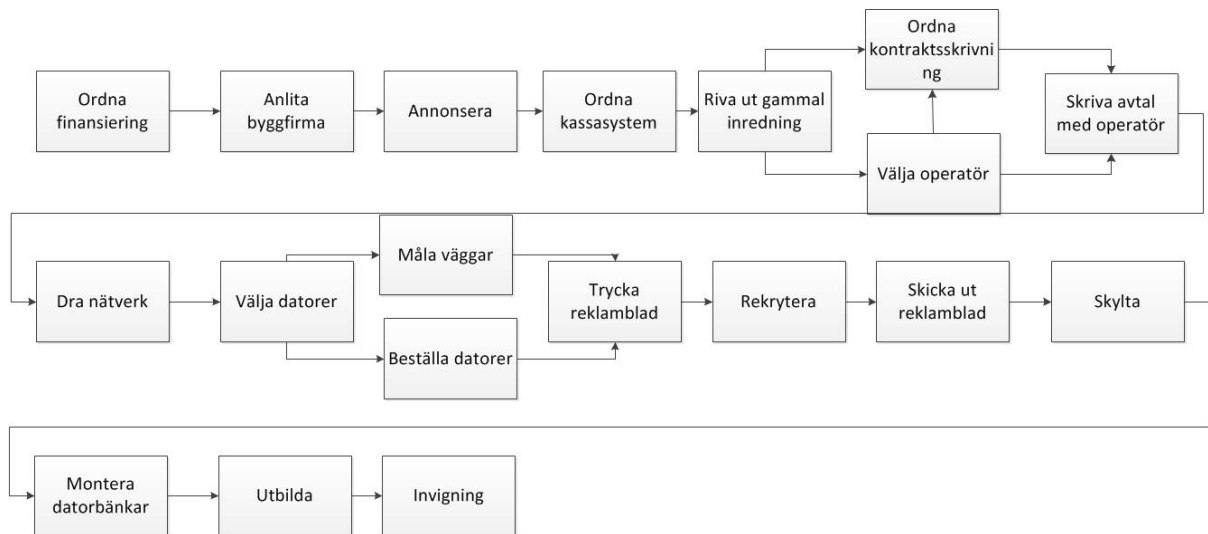 Ordna
finansiering
Anlita
byggfirma
Annonsera
Ordna
kassasystem
Riva ut gammal
inredning
Ordna
kontraktsskrivni
ng
Välja operatör
Skriva avtal
med operatör
Dra nätverk
Välja datorer
Måla väggar
Beställa datorer
Trycka
reklamblad
Rekrytera
Skicka ut
reklamblad
Skylta
Montera
datorbänkar
Utbilda
Invigning